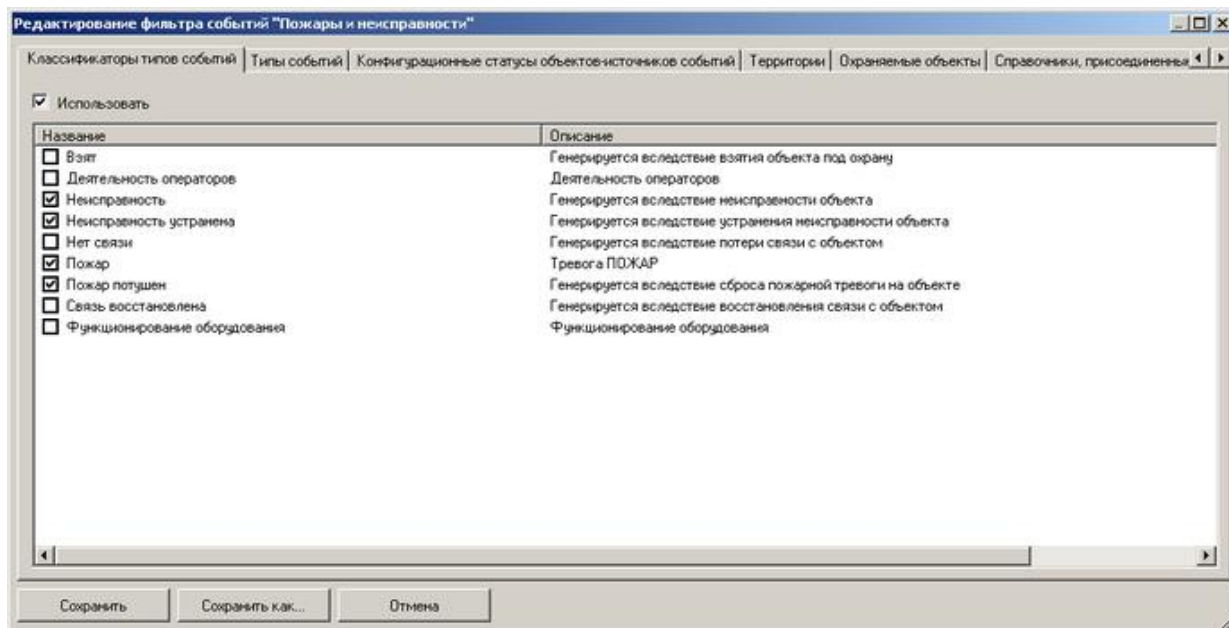 Редактирование фильтра событий "Пожары и неисправности"
Классификаторы типов событий Типы событий Конфигурационные статусы объектов-источников событий Территории Охраняемые объекты Справочники, присоединенные
Использовать
Название Описание
Взят Генерируется вследствие взятия объекта под охрану
Деятельность операторов Деятельность операторов
Неисправность Генерируется вследствие неисправности объекта
Неисправность устранена Генерируется вследствие устранения неисправности объекта
Нет связи Генерируется вследствие потери связи с объектом
Пожар Тревога ПОЖАР
Пожар потушен Генерируется вследствие сброса пожарной тревоги на объекте
Связь восстановлена Генерируется вследствие восстановления связи с объектом
Функционирование оборудования Функционирование оборудования
Сохранить Сохранить как... Отмена